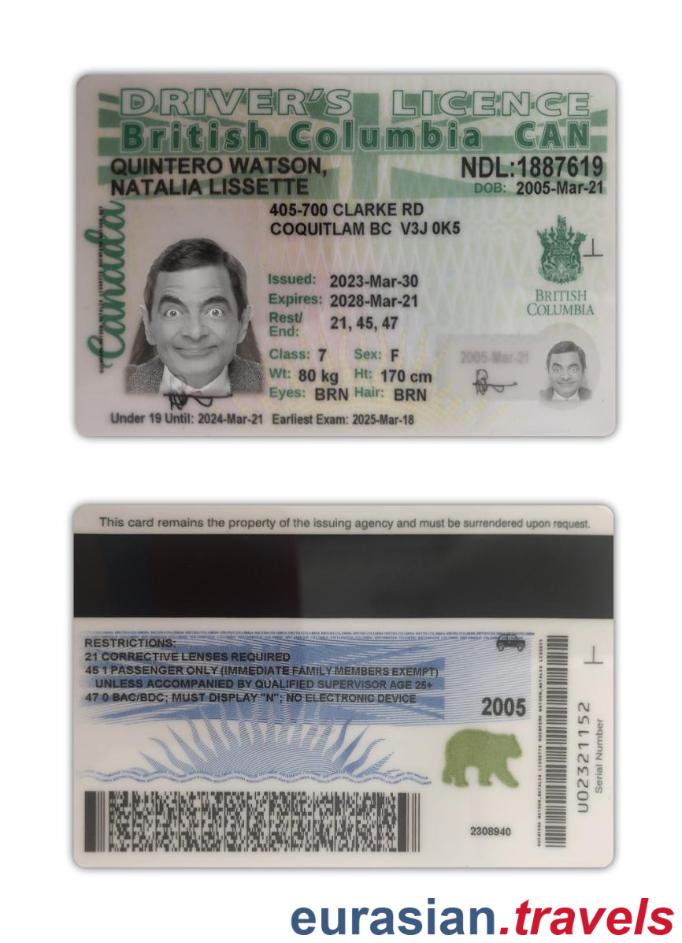 DRIVER'S LICENCE
British Columbia CAN
QUINTERO WATSON,
NATALIA LISSETTE
NDL:1887619
DOB: 2005-Mar-21
405-700 CLARKE RD
COQUITLAM BC V3J 0K5
Canada
Issued: 2023-Mar-30
Expires: 2028-Mar-21
Rest/
End: 21, 45, 47
Class: 7 Sex: F
Wt: 80 kg Ht: 170 cm
Eyes: BRN Hair: BRN
BRITISH
COLUMBIA
2005-Mar-21
Under 19 Until: 2024-Mar-21 Earliest Exam: 2025-Mar-18
This card remains the property of the issuing agency and must be surrendered upon request.
RESTRICTIONS:
21 CORRECTIVE LENSES REQUIRED
45 1 PASSENGER ONLY (IMMEDIATE FAMILY MEMBERS EXEMPT)
UNLESS ACCOMPANIED BY QUALIFIED SUPERVISOR AGE 25+
47 0 BAC/BDC; MUST DISPLAY "N"; NO ELECTRONIC DEVICE
2005
2308940
U02321152
Serial Number
eurasian.travels